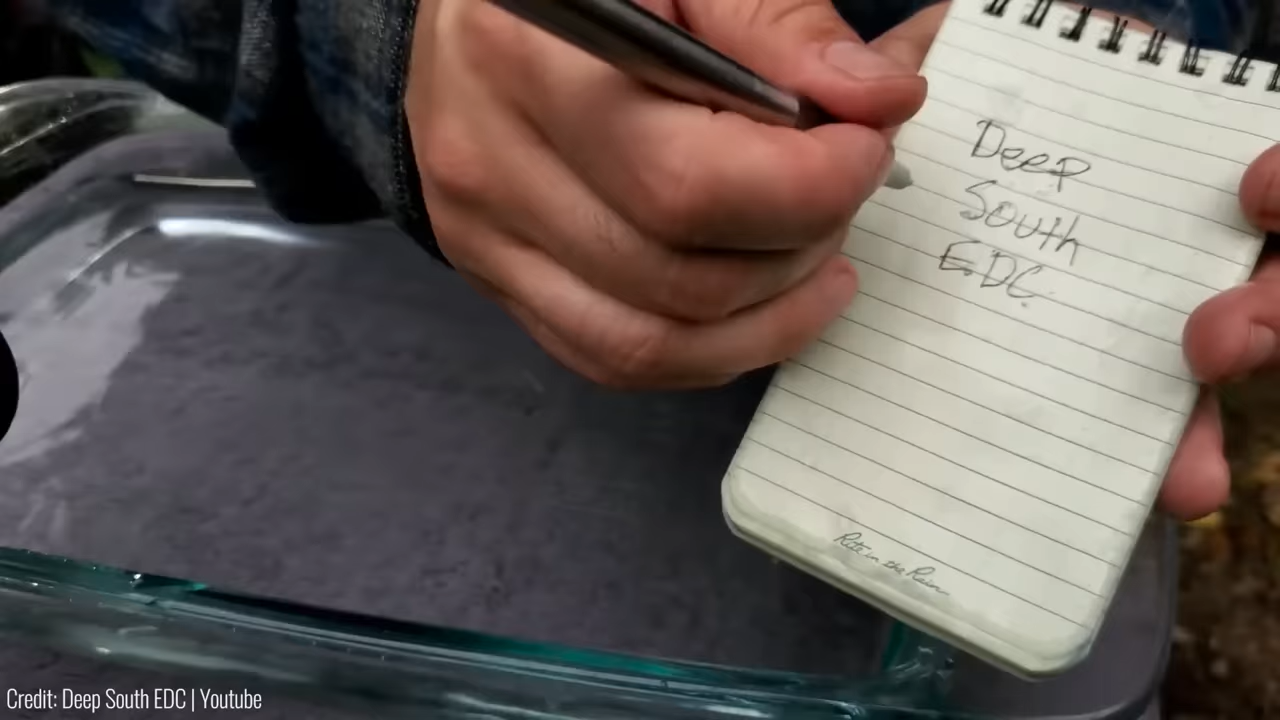 Deep
South
EDC
Rite in the Rain
Credit: Deep South EDC | Youtube